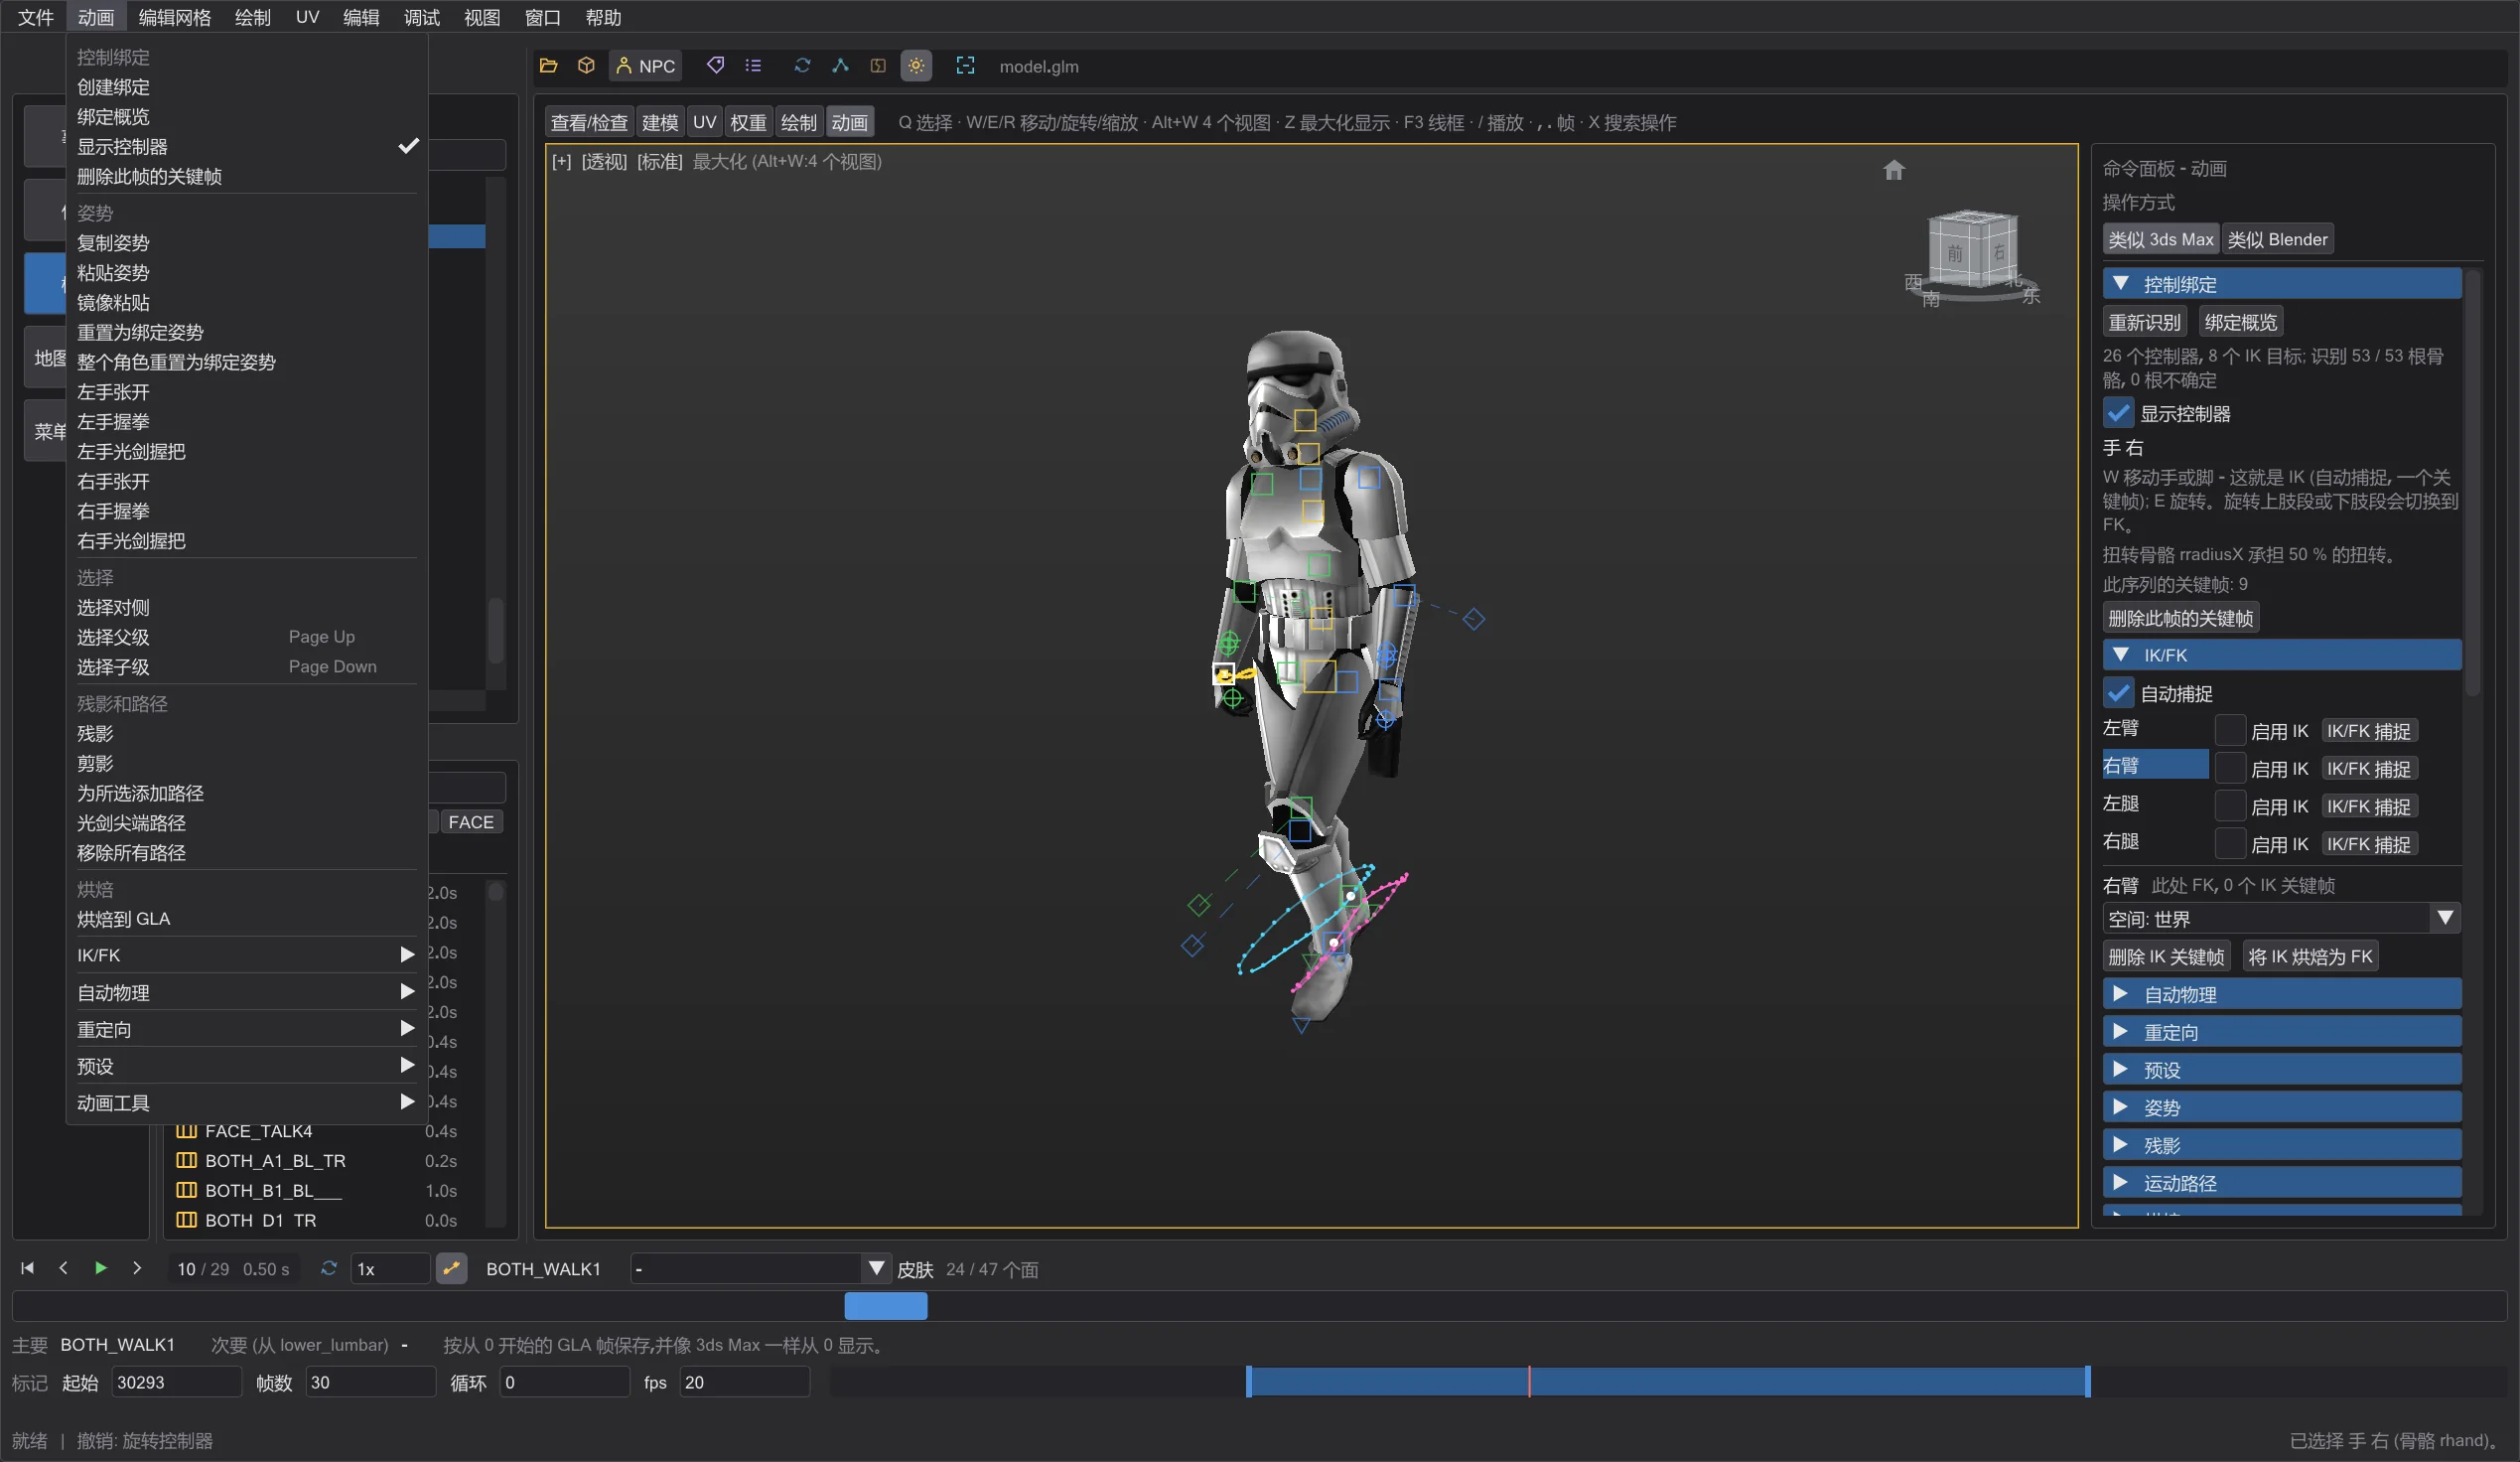 文件 动画 编辑网格 绘制 UV 编辑 调试 视图 窗口 帮助
控制绑定
创建绑定
绑定概览
显示控制器
删除此帧的关键帧
姿势
复制姿势
粘贴姿势
镜像粘贴
重置为绑定姿势
整个角色重置为绑定姿势
左手张开
左手握拳
左手光剑握把
右手张开
右手握拳
右手光剑握把
选择
选择对侧
选择父级 Page Up
选择子级 Page Down
残影和路径
残影
剪影
为所选添加路径
光剑尖端路径
移除所有路径
烘焙
烘焙到 GLA
IK/FK
自动物理
重定向
预设
动画工具
地图
菜单
FACE
2.0s
2.0s
2.0s
2.0s
2.0s
0.4s
0.4s
0.4s
FACE_TALK4 0.4s
BOTH_A1_BL_TR 0.2s
BOTH_B1_BL___ 1.0s
BOTH_D1_TR 0.0s
NPC model.glm
查看/检查 建模 UV 权重 绘制 动画 Q 选择 · W/E/R 移动/旋转/缩放 · Alt+W 4 个视图 · Z 最大化显示 · F3 线框 · / 播放 · , . 帧 · X 搜索操作
[+] [透视] [标准] 最大化 (Alt+W:4 个视图)
前 右
西 南 北 东
命令面板 - 动画
操作方式
类似 3ds Max 类似 Blender
控制绑定
重新识别 绑定概览
26 个控制器, 8 个 IK 目标; 识别 53 / 53 根骨
骼, 0 根不确定
显示控制器
手 右
W 移动手或脚 - 这就是 IK (自动捕捉, 一个关
键帧); E 旋转。旋转上肢段或下肢段会切换到
FK。
扭转骨骼 rradiusX 承担 50 % 的扭转。
此序列的关键帧: 9
删除此帧的关键帧
IK/FK
自动捕捉
左臂 启用 IK IK/FK 捕捉
右臂 启用 IK IK/FK 捕捉
左腿 启用 IK IK/FK 捕捉
右腿 启用 IK IK/FK 捕捉
右臂 此处 FK, 0 个 IK 关键帧
空间: 世界
删除 IK 关键帧 将 IK 烘焙为 FK
自动物理
重定向
预设
姿势
残影
运动路径
10 / 29 0.50 s 1x BOTH_WALK1 - 皮肤 24 / 47 个面
主要 BOTH_WALK1 次要 (从 lower_lumbar) - 按从 0 开始的 GLA 帧保存,并像 3ds Max 一样从 0 显示。
标记 起始 30293 帧数 30 循环 0 fps 20
就绪 | 撤销: 旋转控制器
已选择 手 右 (骨骼 rhand)。